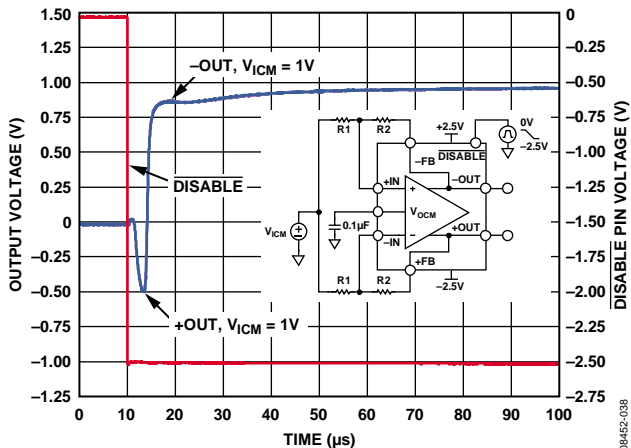 1.50
1.25
1.00
0.75
0.50
0.25
0
–0.25
–0.50
–0.75
–1.00
–1.25
OUTPUT VOLTAGE (V)
0
–0.25
–0.50
–0.75
–1.00
–1.25
–1.50
–1.75
–2.00
–2.25
–2.50
–2.75
DISABLE PIN VOLTAGE (V)
0 10 20 30 40 50 60 70 80 90 100
TIME (µs)
–OUT, VICM = 1V
DISABLE
+OUT, VICM = 1V
R1 R2
+2.5V
0V
–2.5V
–FB
DISABLE
+IN
–OUT
+
VOCM
VICM
0.1µF
–
–IN
+OUT
+FB
R1 R2
–2.5V
08452-038